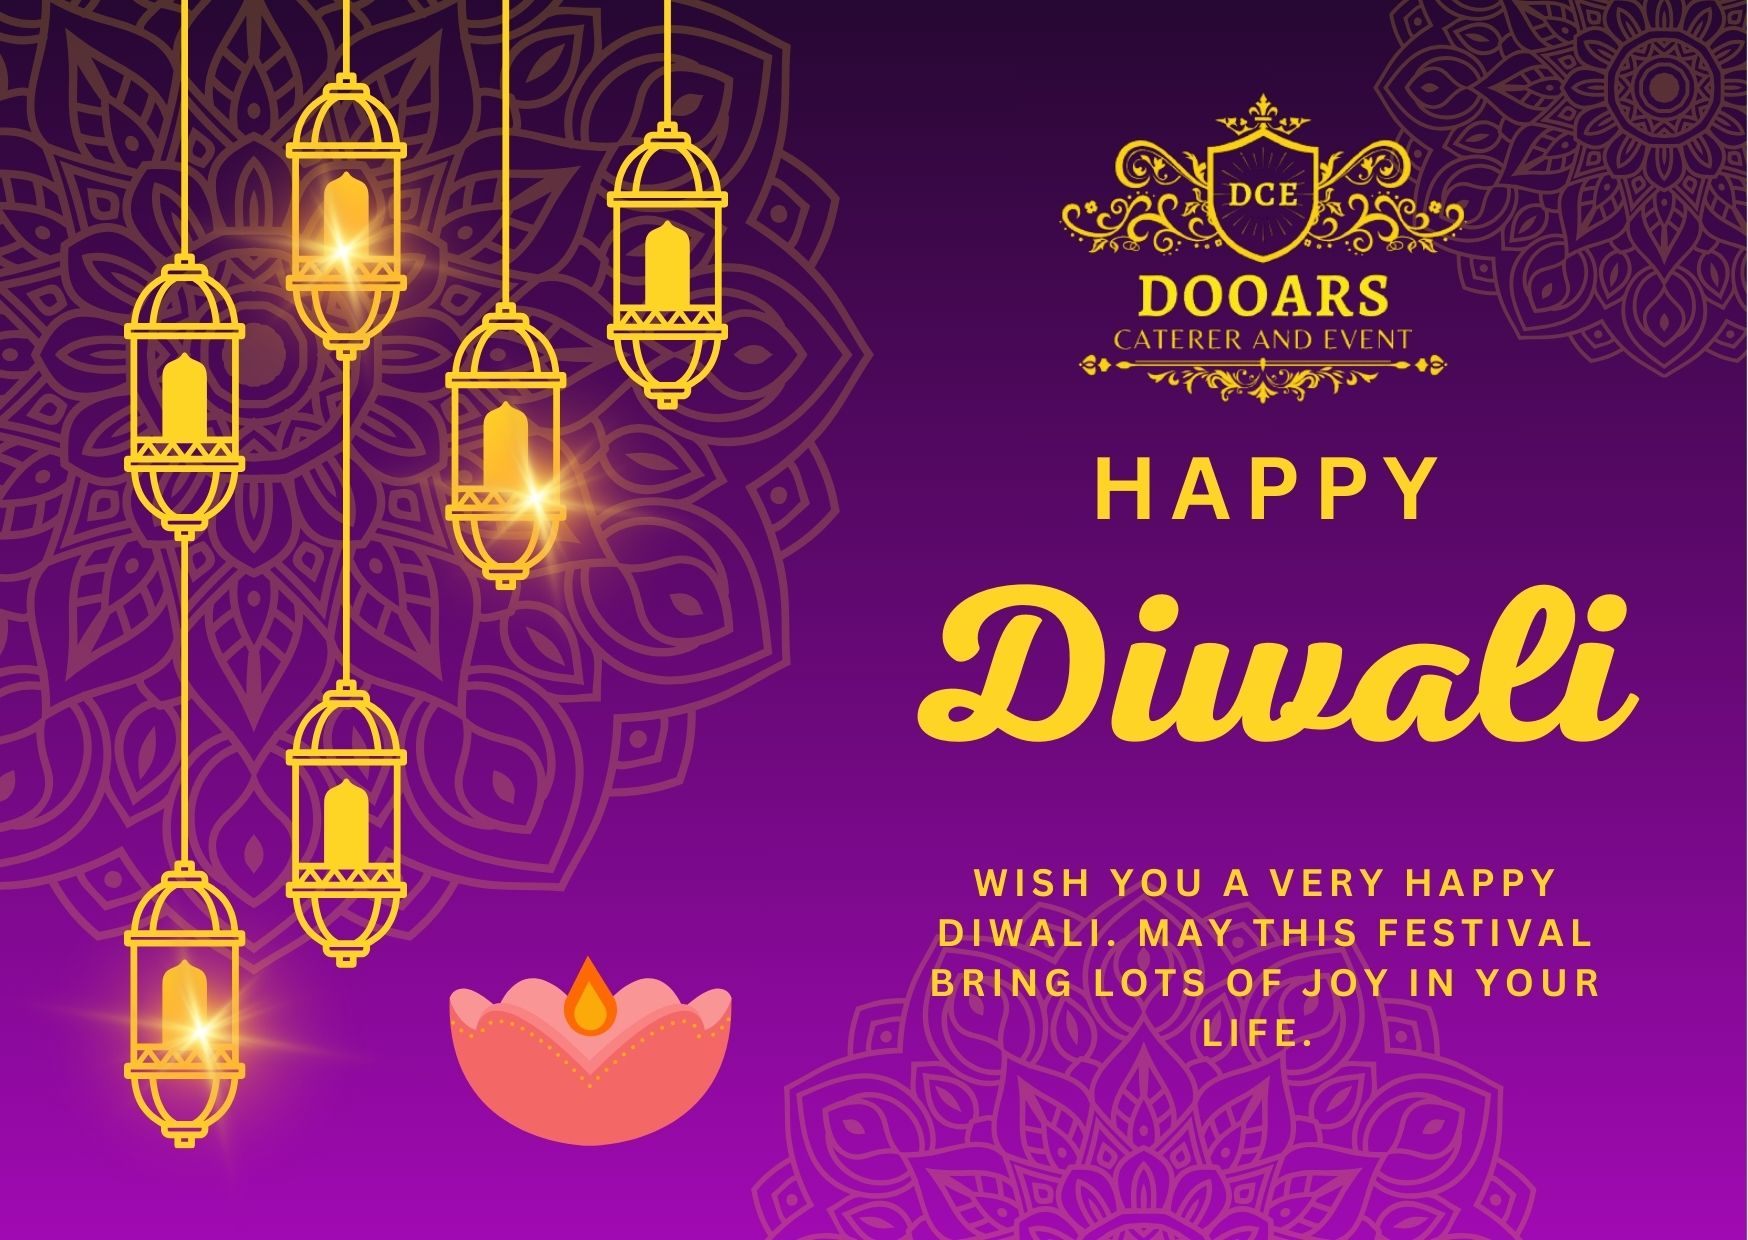 DCE
DOOARS
CATERER AND EVENT
HAPPY
Diwali
WISH YOU A VERY HAPPY
DIWALI. MAY THIS FESTIVAL
BRING LOTS OF JOY IN YOUR
LIFE.